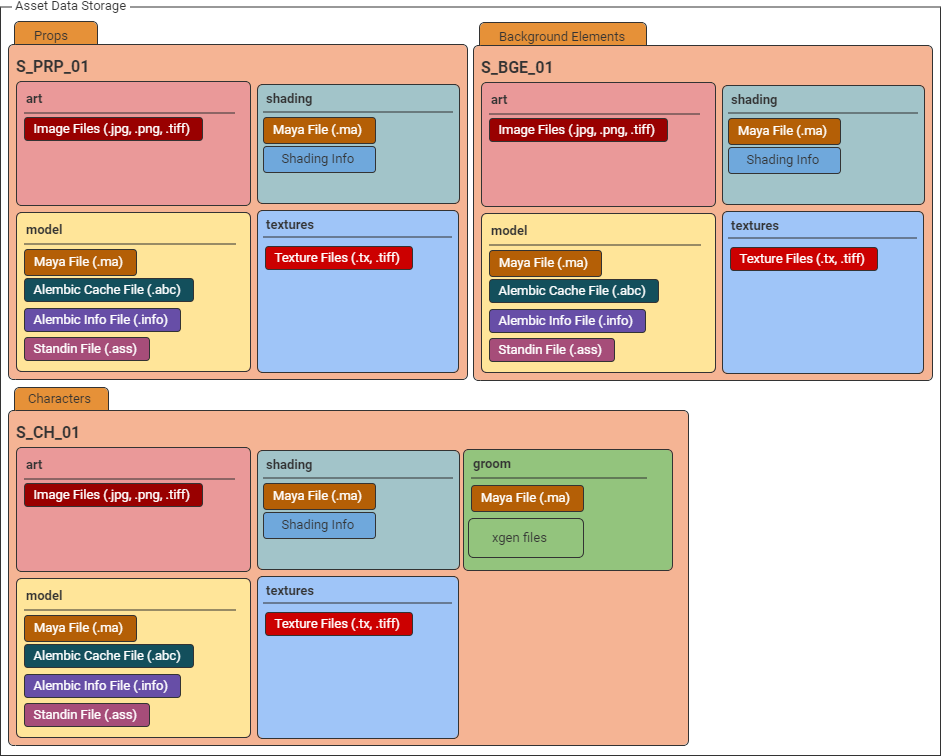 Asset Data Storage
Props
S_PRP_01
art
Image Files (.jpg, .png, .tiff)
shading
Maya File (.ma)
Shading Info
model
Maya File (.ma)
Alembic Cache File (.abc)
Alembic Info File (.info)
Standin File (.ass)
textures
Texture Files (.tx, .tiff)
Background Elements
S_BGE_01
art
Image Files (.jpg, .png, .tiff)
shading
Maya File (.ma)
Shading Info
model
Maya File (.ma)
Alembic Cache File (.abc)
Alembic Info File (.info)
Standin File (.ass)
textures
Texture Files (.tx, .tiff)
Characters
S_CH_01
art
Image Files (.jpg, .png, .tiff)
shading
Maya File (.ma)
Shading Info
groom
Maya File (.ma)
xgen files
model
Maya File (.ma)
Alembic Cache File (.abc)
Alembic Info File (.info)
Standin File (.ass)
textures
Texture Files (.tx, .tiff)